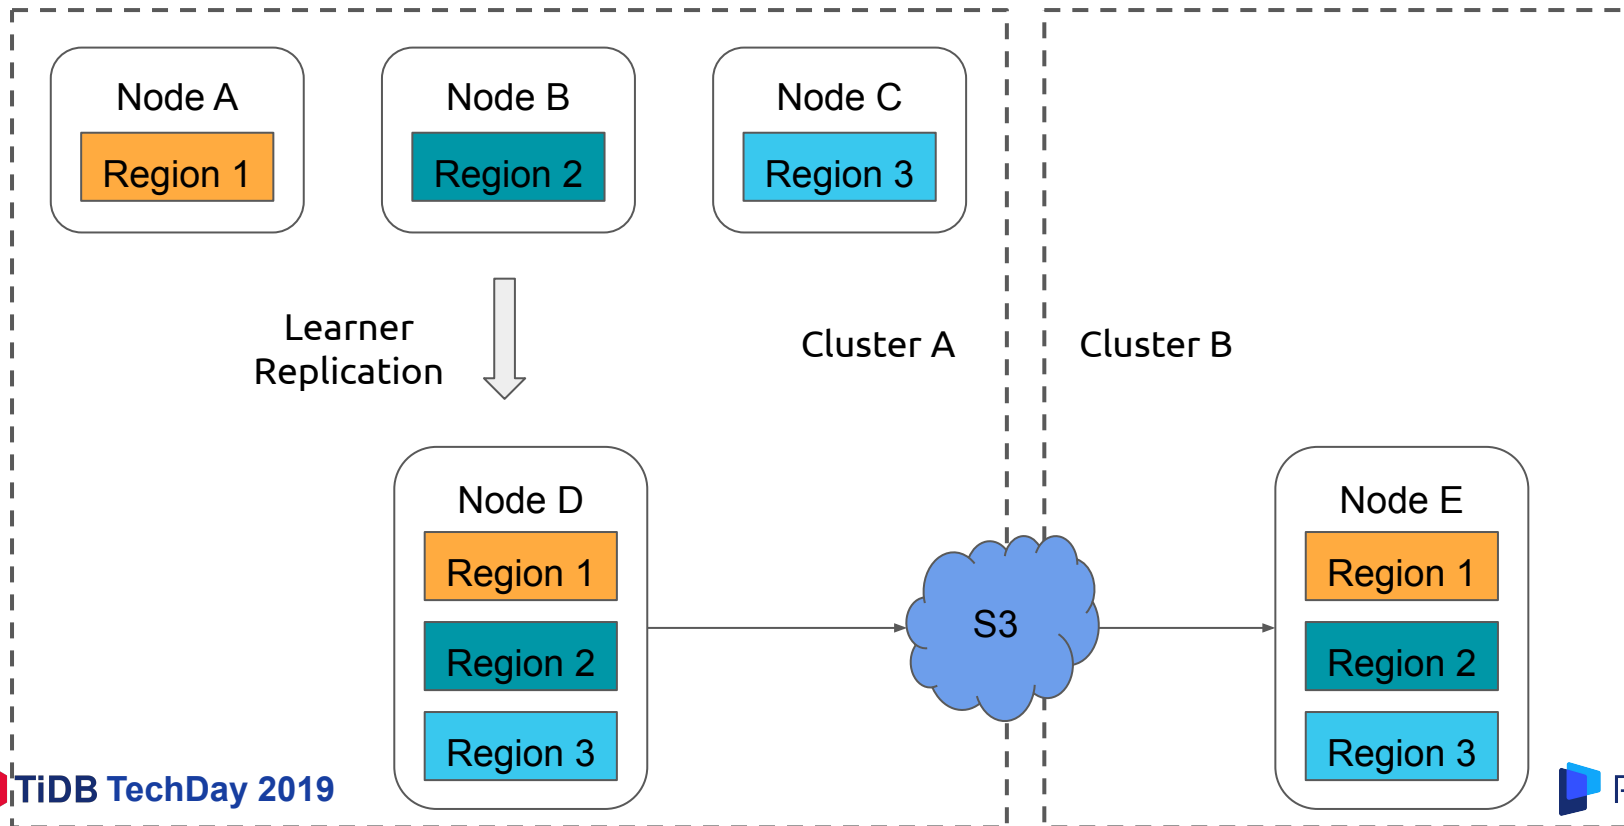 Node A
Region 1
Node B
Region 2
Node C
Region 3
Learner
Replication
Cluster A
Cluster B
Node D
Region 1
Region 2
Region 3
S3
Node E
Region 1
Region 2
Region 3
TiDB TechDay 2019